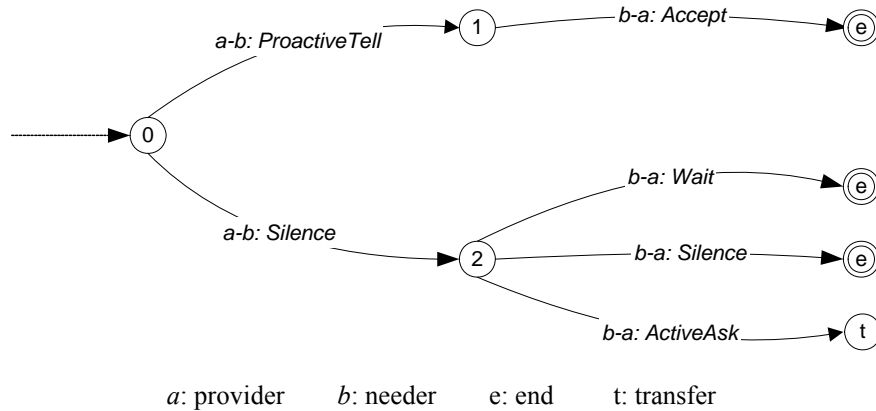 a-b: ProactiveTell
1
b-a: Accept
e
0
b-a: Wait
e
a-b: Silence
2
b-a: Silence
e
b-a: ActiveAsk
t
a: provider b: needer e: end t: transfer